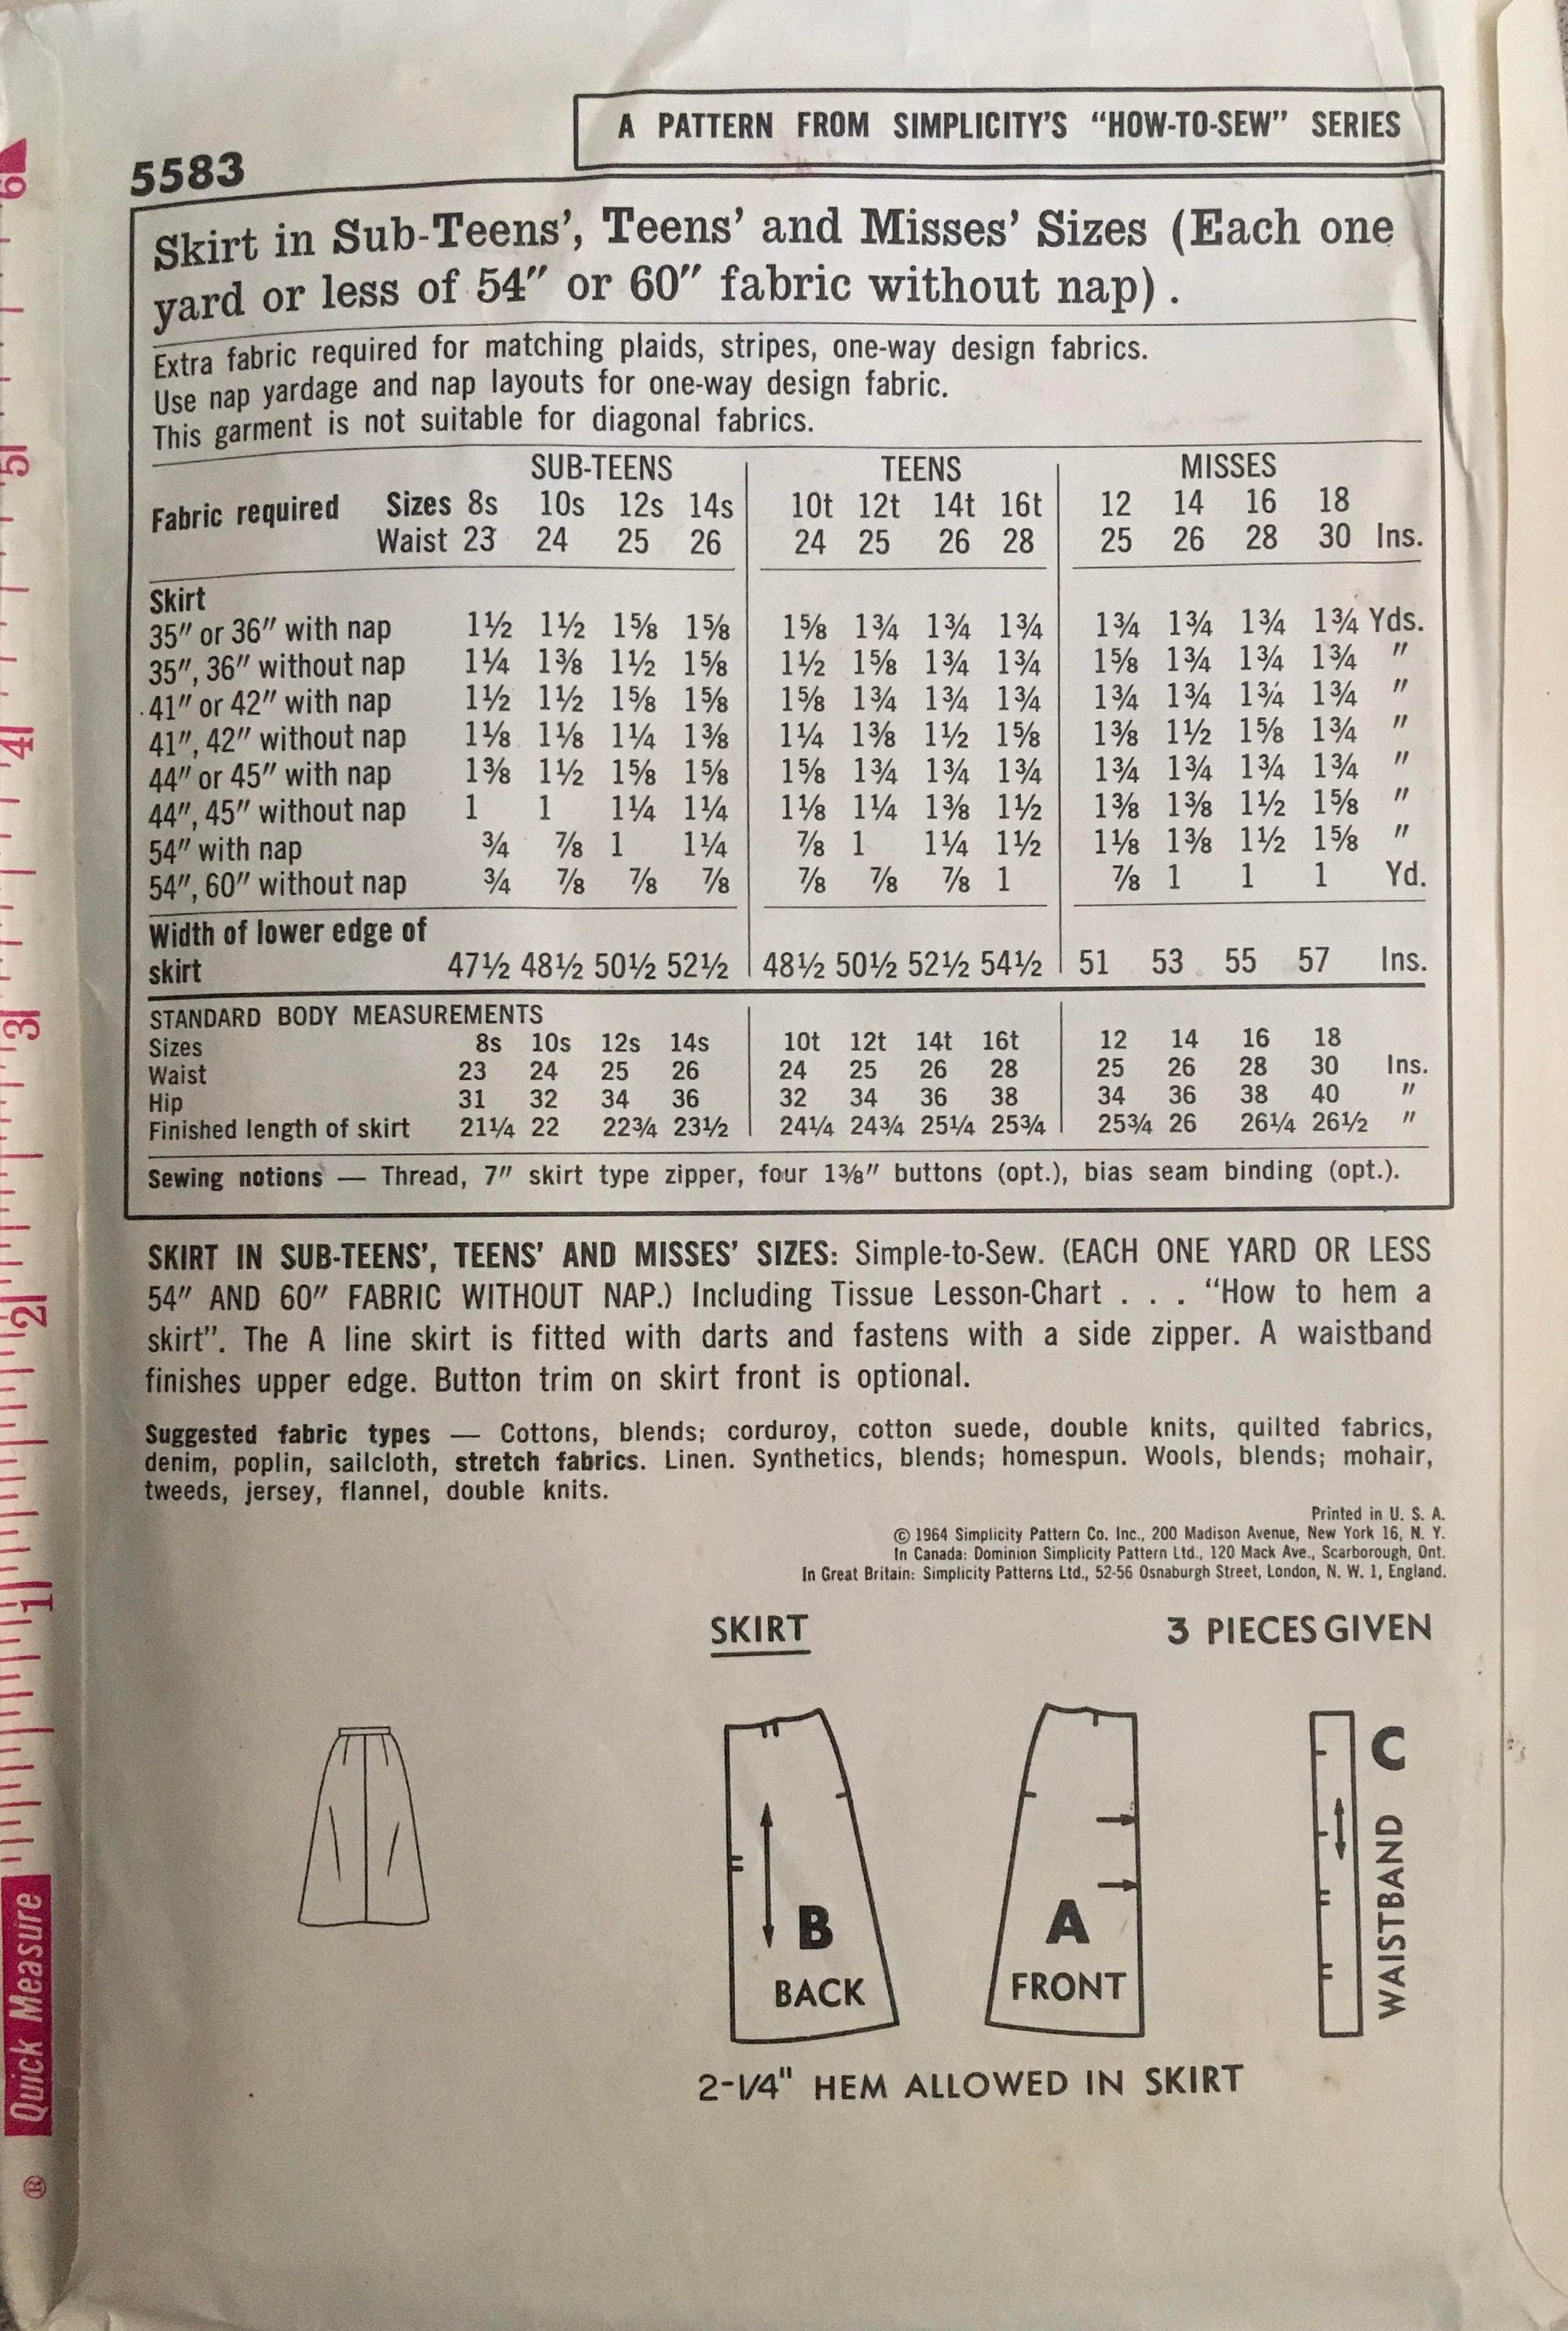 A PATTERN FROM SIMPLICITY'S “HOW-TO-SEW” SERIES
5583
Skirt in Sub-Teens', Teens' and Misses' Sizes (Each one
yard or less of 54″ or 60″ fabric without nap).
Extra fabric required for matching plaids, stripes, one-way design fabrics.
Use nap yardage and nap layouts for one-way design fabric.
This garment is not suitable for diagonal fabrics.
SUB-TEENS TEENS MISSES
Fabric required Sizes 8s 10s 12s 14s 10t 12t 14t 16t 12 14 16 18
Waist 23 24 25 26 24 25 26 28 25 26 28 30 Ins.
Skirt
35″ or 36″ with nap 1½ 1½ 1⅝ 1⅝ 1⅝ 1¾ 1¾ 1¾ 1¾ 1¾ 1¾ 1¾ Yds.
35″, 36″ without nap 1¼ 1⅜ 1½ 1⅝ 1½ 1⅝ 1¾ 1¾ 1⅝ 1¾ 1¾ 1¾ ″
41″ or 42″ with nap 1½ 1½ 1⅝ 1⅝ 1⅝ 1¾ 1¾ 1¾ 1¾ 1¾ 1¾ 1¾ ″
41″, 42″ without nap 1⅛ 1⅛ 1¼ 1⅜ 1¼ 1⅜ 1½ 1⅝ 1⅜ 1½ 1⅝ 1¾ ″
44″ or 45″ with nap 1⅜ 1½ 1⅝ 1⅝ 1⅝ 1¾ 1¾ 1¾ 1¾ 1¾ 1¾ 1¾ ″
44″, 45″ without nap 1 1 1¼ 1¼ 1⅛ 1¼ 1⅜ 1½ 1⅜ 1⅜ 1½ 1⅝ ″
54″ with nap ¾ ⅞ 1 1¼ ⅞ 1 1¼ 1½ 1⅛ 1⅜ 1½ 1⅝ ″
54″, 60″ without nap ¾ ⅞ ⅞ ⅞ ⅞ ⅞ ⅞ 1 ⅞ 1 1 1 Yd.
Width of lower edge of
skirt 47½ 48½ 50½ 52½ 48½ 50½ 52½ 54½ 51 53 55 57 Ins.
STANDARD BODY MEASUREMENTS
Sizes 8s 10s 12s 14s 10t 12t 14t 16t 12 14 16 18
Waist 23 24 25 26 24 25 26 28 25 26 28 30 Ins.
Hip 31 32 34 36 32 34 36 38 34 36 38 40 ″
Finished length of skirt 21¼ 22 22¾ 23½ 24¼ 24¾ 25¼ 25¾ 25¾ 26 26¼ 26½ ″
Sewing notions — Thread, 7″ skirt type zipper, four 1⅜″ buttons (opt.), bias seam binding (opt.).
SKIRT IN SUB-TEENS', TEENS' AND MISSES' SIZES: Simple-to-Sew. (EACH ONE YARD OR LESS
54″ AND 60″ FABRIC WITHOUT NAP.) Including Tissue Lesson-Chart . . . “How to hem a
skirt”. The A line skirt is fitted with darts and fastens with a side zipper. A waistband
finishes upper edge. Button trim on skirt front is optional.
Suggested fabric types — Cottons, blends; corduroy, cotton suede, double knits, quilted fabrics,
denim, poplin, sailcloth, stretch fabrics. Linen. Synthetics, blends; homespun. Wools, blends; mohair,
tweeds, jersey, flannel, double knits.
Printed in U. S. A.
© 1964 Simplicity Pattern Co. Inc., 200 Madison Avenue, New York 16, N. Y.
In Canada: Dominion Simplicity Pattern Ltd., 120 Mack Ave., Scarborough, Ont.
In Great Britain: Simplicity Patterns Ltd., 52-56 Osnaburgh Street, London, N. W. 1, England.
SKIRT 3 PIECES GIVEN
B
BACK
A
FRONT
C
WAISTBAND
2-1/4" HEM ALLOWED IN SKIRT
6
5
4
3
2
1
Quick Measure
®